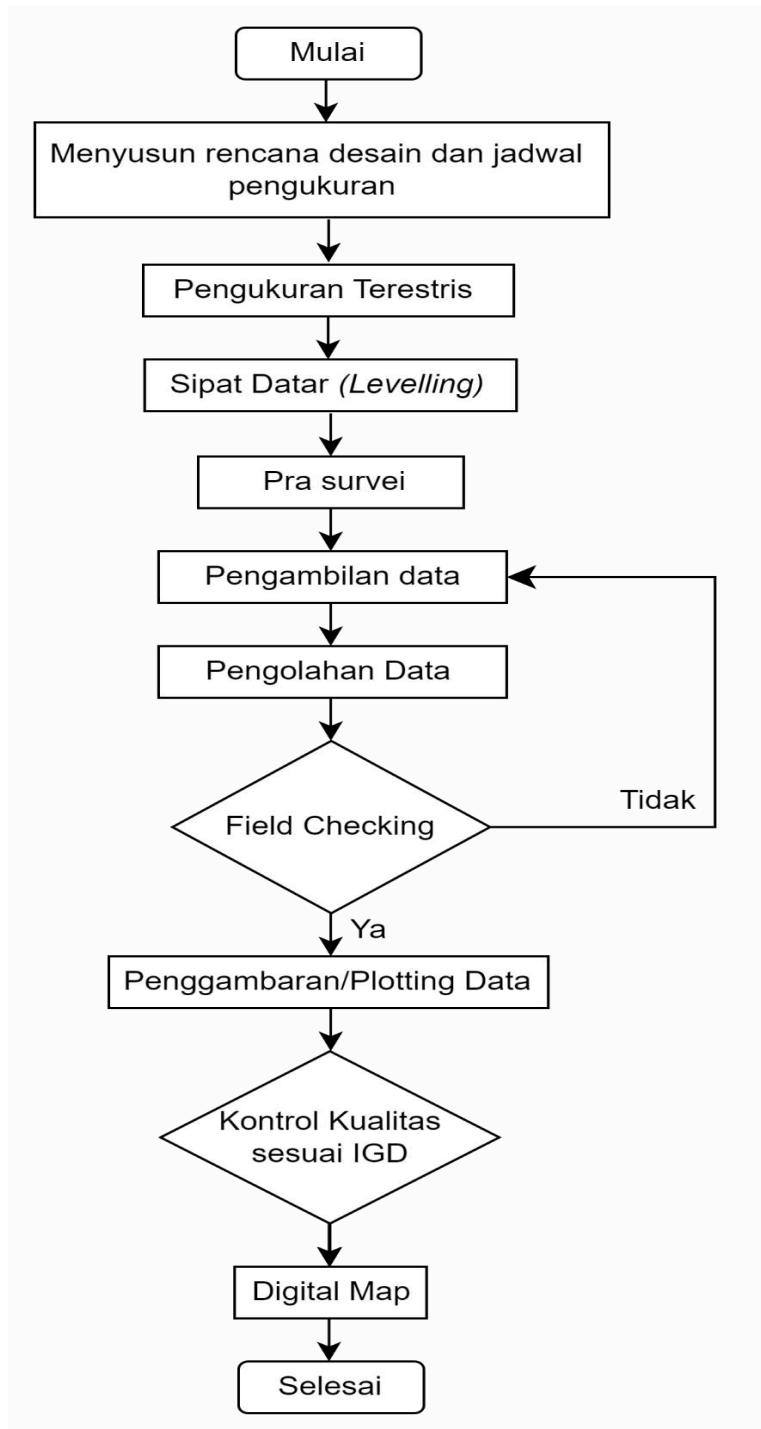 Mulai
Menyusun rencana desain dan jadwal
pengukuran
Pengukuran Terestris
Sipat Datar (Levelling)
Pra survei
Pengambilan data
Pengolahan Data
Field Checking
Tidak
Ya
Penggambaran/Plotting Data
Kontrol Kualitas
sesuai IGD
Digital Map
Selesai